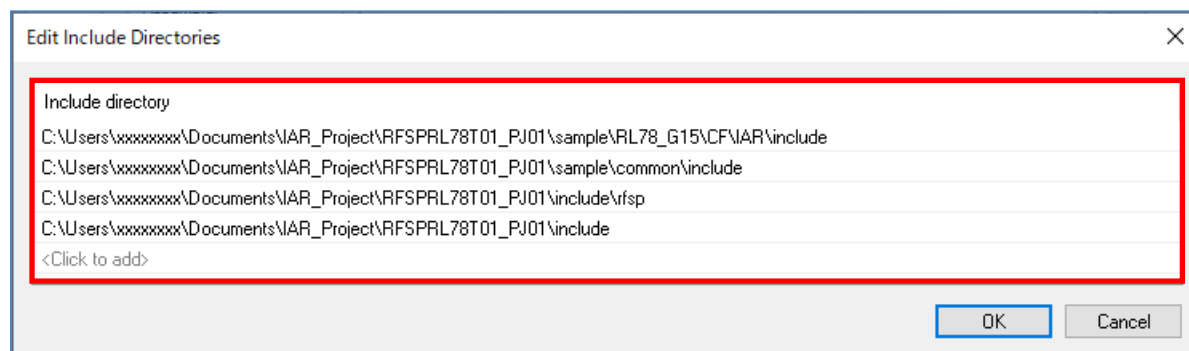 Edit Include Directories
Include directory
C:\Users\xxxxxxxx\Documents\IAR_Project\RFSPRL78T01_PJ01\sample\RL78_G15\CF\IAR\include
C:\Users\xxxxxxxx\Documents\IAR_Project\RFSPRL78T01_PJ01\sample\common\include
C:\Users\xxxxxxxx\Documents\IAR_Project\RFSPRL78T01_PJ01\include\rfsp
C:\Users\xxxxxxxx\Documents\IAR_Project\RFSPRL78T01_PJ01\include
<Click to add>
OK Cancel